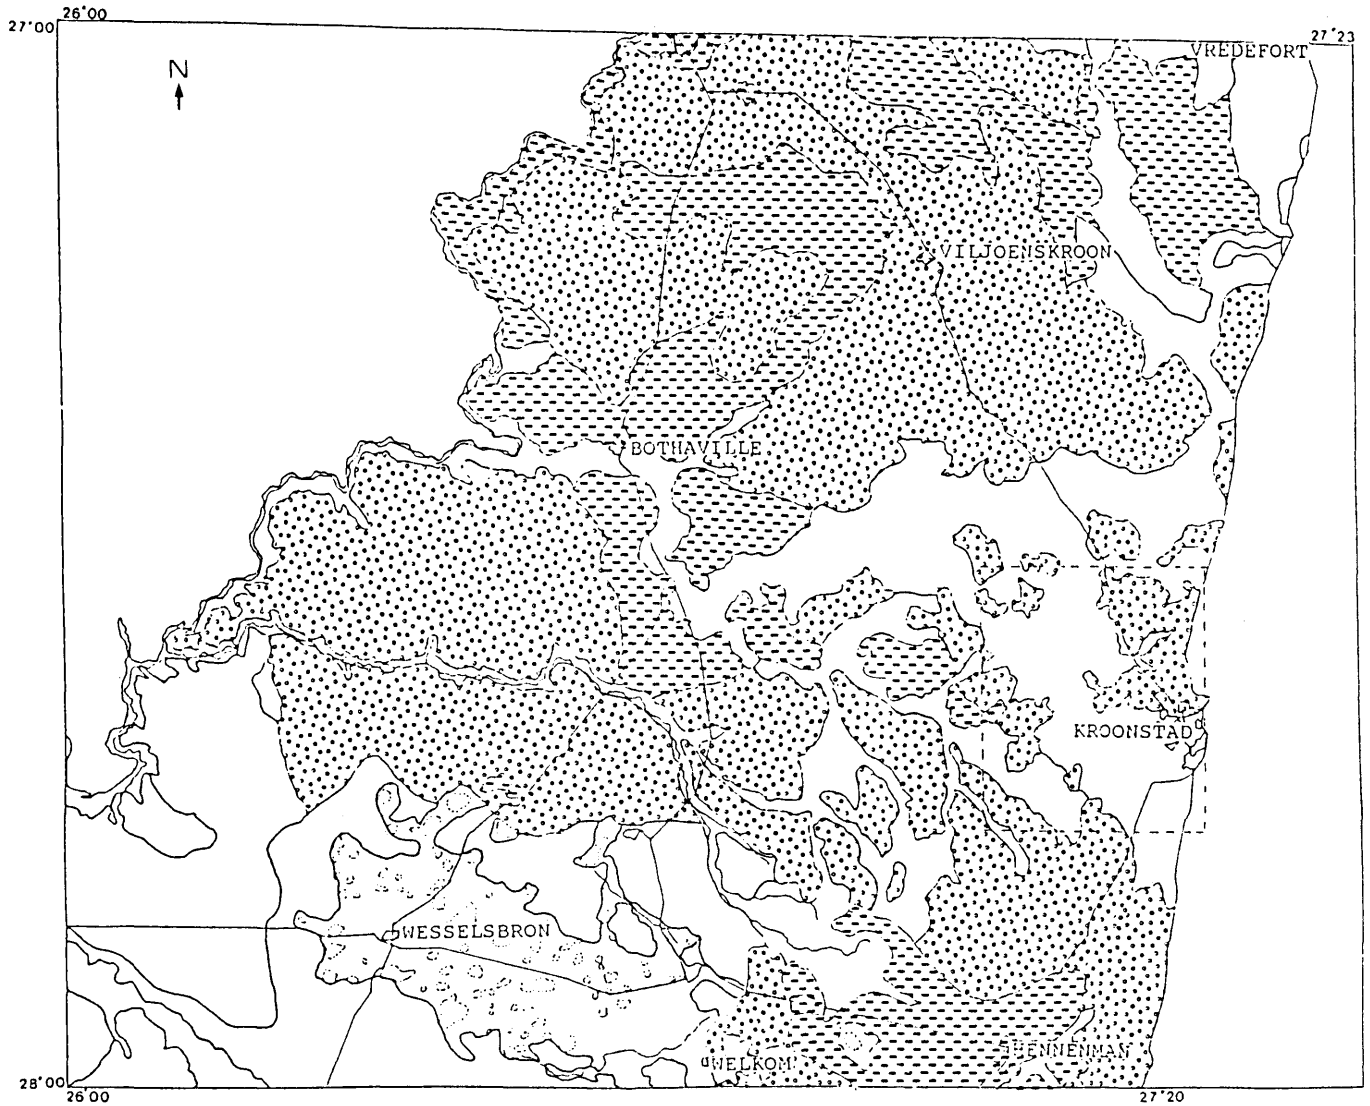 26°00
27°00
27°23
VREDEFORT
N
VILJOENSKROON
BOTHAVILLE
KROONSTAD
WESSELSBRON
WELKOM
HENNENMAN
28°00
26°00
27°20